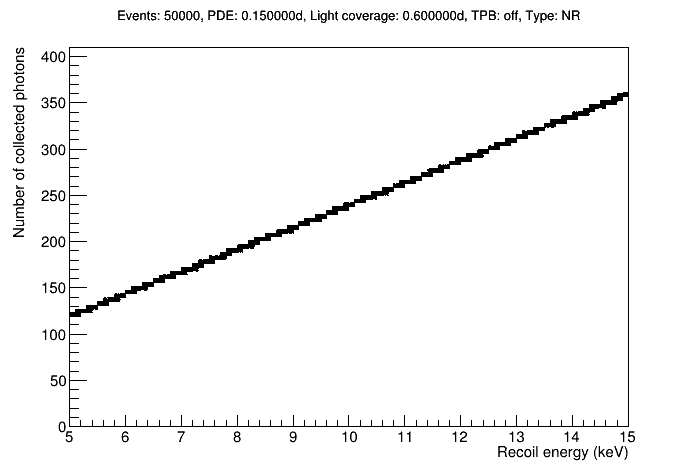 Events: 50000, PDE: 0.150000d, Light coverage: 0.600000d, TPB: off, Type: NR
Number of collected photons
400
350
300
250
200
150
100
50
0
5 6 7 8 9 10 11 12 13 14 15
Recoil energy (keV)